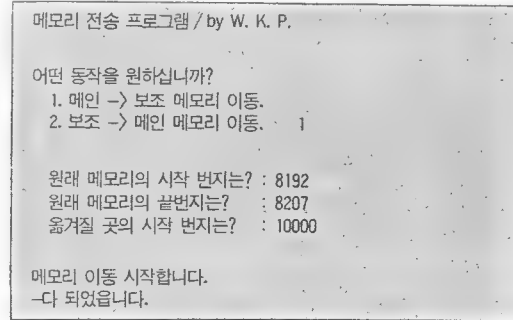 메모리 전송 프로그램 / by W. K. P.
어떤 동작을 원하십니까?
1. 메인 -> 보조 메모리 이동.
2. 보조 -> 메인 메모리 이동. 1
원래 메모리의 시작 번지는? : 8192
원래 메모리의 끝번지는? : 8207
옮겨질 곳의 시작 번지는? : 10000
메모리 이동 시작합니다.
-다 되었읍니다.